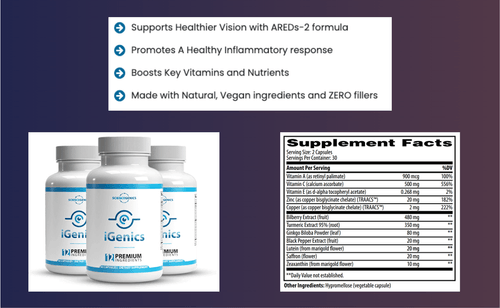 Supports Healthier Vision with AREDs-2 formula
Promotes A Healthy Inflammatory response
Boosts Key Vitamins and Nutrients
Made with Natural, Vegan ingredients and ZERO fillers
SCIENCEGENICS
iGenics
12 PREMIUM
INGREDIENTS
Supplement Facts
Serving Size: 2 Capsules
Servings Per Container: 30
Amount Per Serving %DV
Vitamin A (as retinyl palmitate) 900 mcg 100%
Vitamin C (calcium ascorbate) 500 mg 556%
Vitamin E (as d-alpha tocopheryl acetate) 0.268 mg 2%
Zinc (as copper bisglycinate chelate) (TRAACS™) 20 mg 182%
Copper (as copper bisglycinate chelate) (TRAACS™) 2 mg 222%
Bilberry Extract (fruit) 480 mg **
Turmeric Extract 95% (root) 350 mg **
Ginkgo Biloba Powder (leaf) 80 mg **
Black Pepper Extract (fruit) 20 mg **
Lutein (from marigold flower) 20 mg **
Saffron (flower) 20 mg **
Zeaxanthin (from marigold flower) 10 mg **
**Daily Value not established.
Other Ingredients: Hypromellose (vegetable capsule)